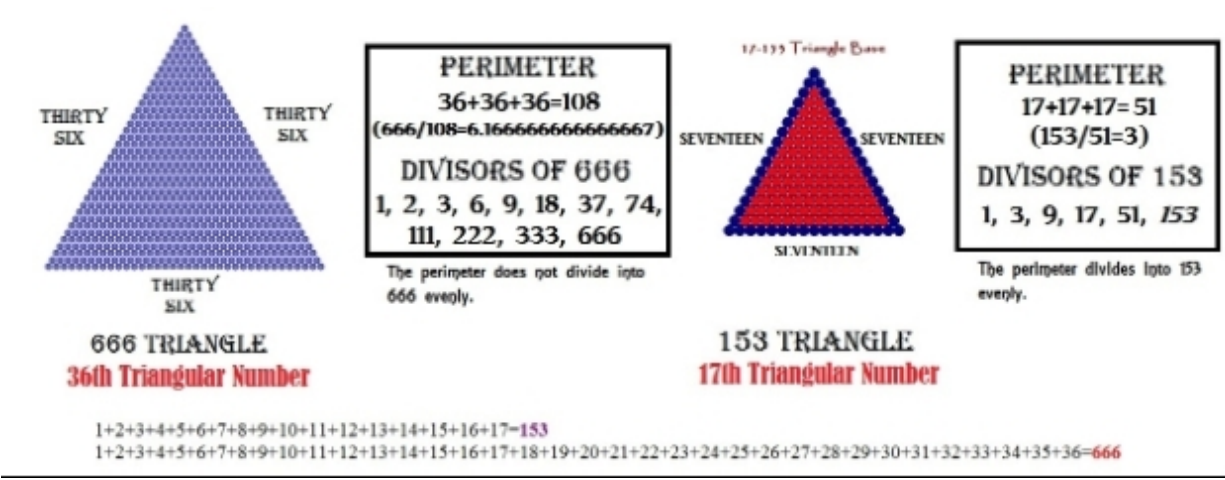 THIRTY
SIX
THIRTY
SIX
THIRTY
SIX
666 TRIANGLE
36th Triangular Number
PERIMETER
36+36+36=108
(666/108=6.166666666666667)
DIVISORS OF 666
1, 2, 3, 6, 9, 18, 37, 74,
111, 222, 333, 666
The perimeter does not divide into
666 evenly.
17-153 Triangle Base
SEVENTEEN
SEVENTEEN
SEVENTEEN
153 TRIANGLE
17th Triangular Number
PERIMETER
17+17+17= 51
(153/51=3)
DIVISORS OF 153
1, 3, 9, 17, 51, 153
The perimeter divides into 153
evenly.
1+2+3+4+5+6+7+8+9+10+11+12+13+14+15+16+17=153
1+2+3+4+5+6+7+8+9+10+11+12+13+14+15+16+17+18+19+20+21+22+23+24+25+26+27+28+29+30+31+32+33+34+35+36=666